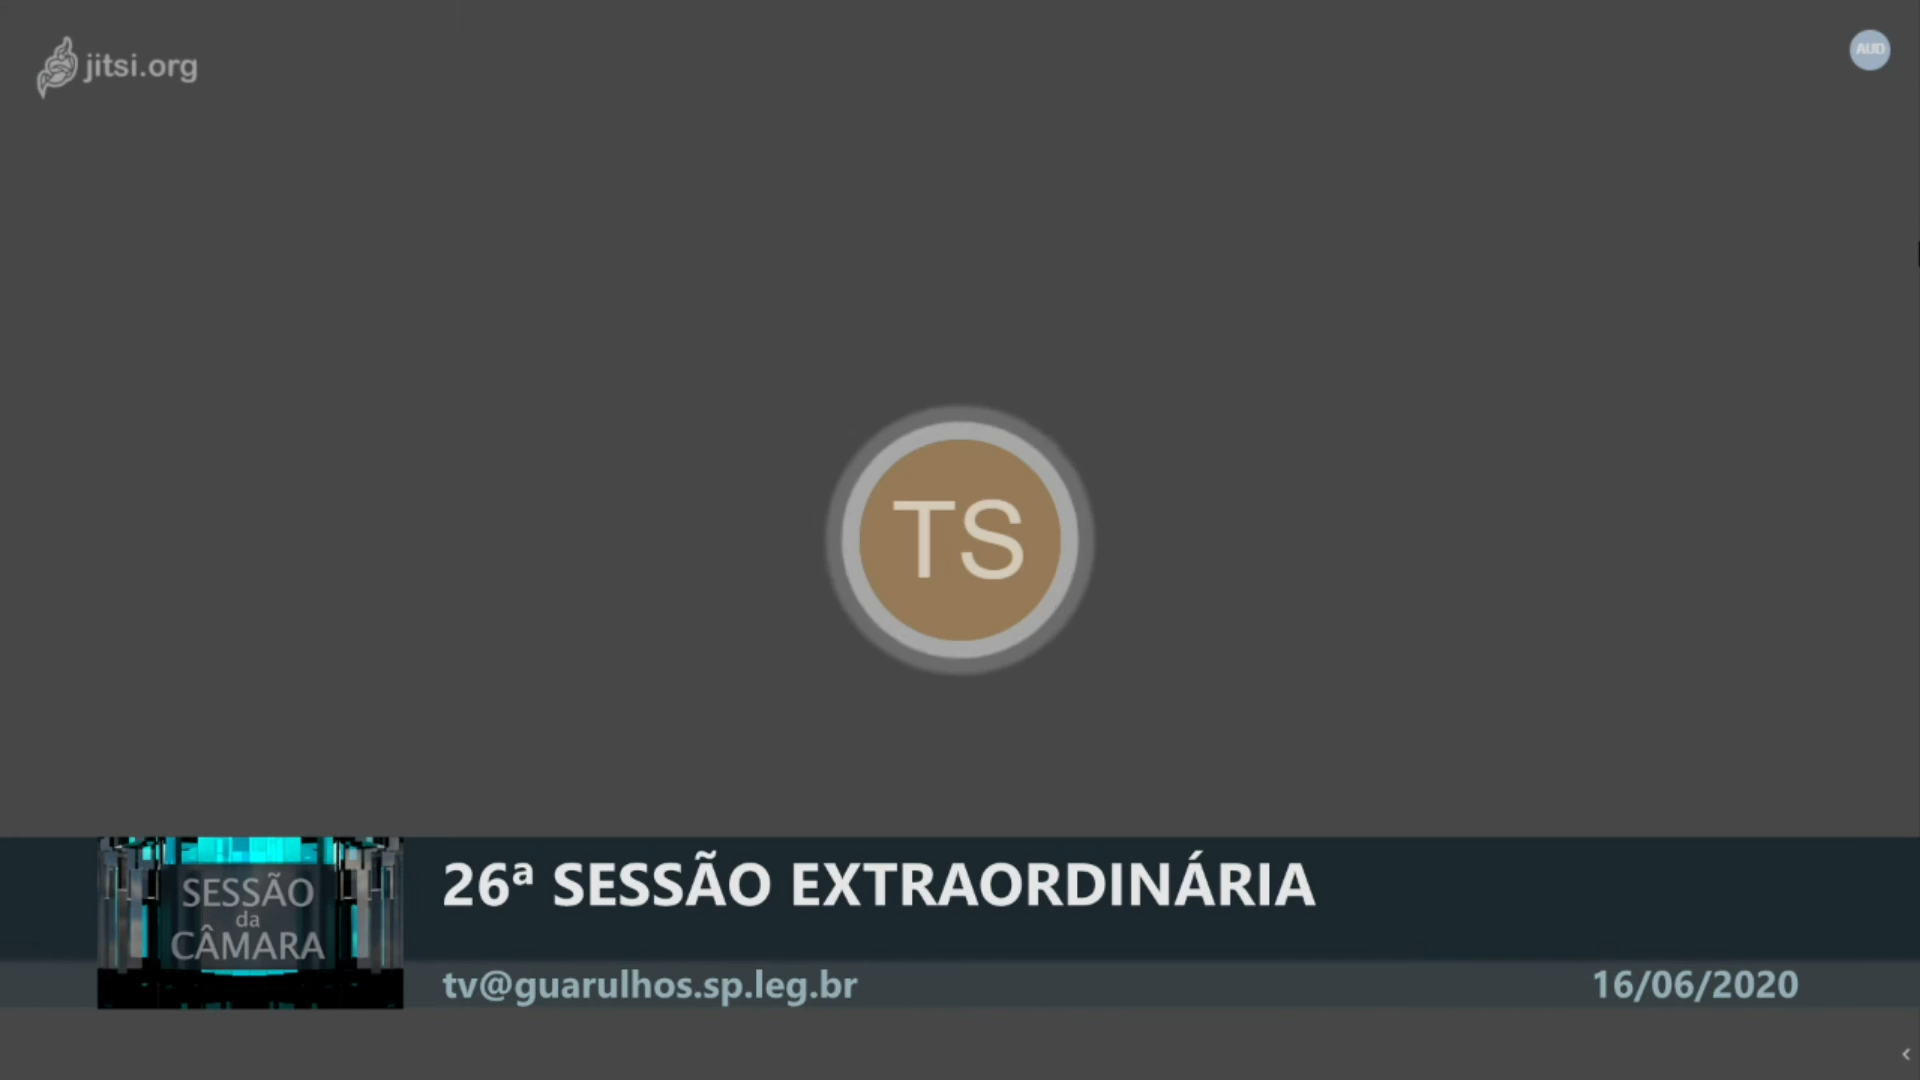 jitsi.org
AUD
TS
SESSÃO
da
CÂMARA
26ª SESSÃO EXTRAORDINÁRIA
tv@guarulhos.sp.leg.br
16/06/2020